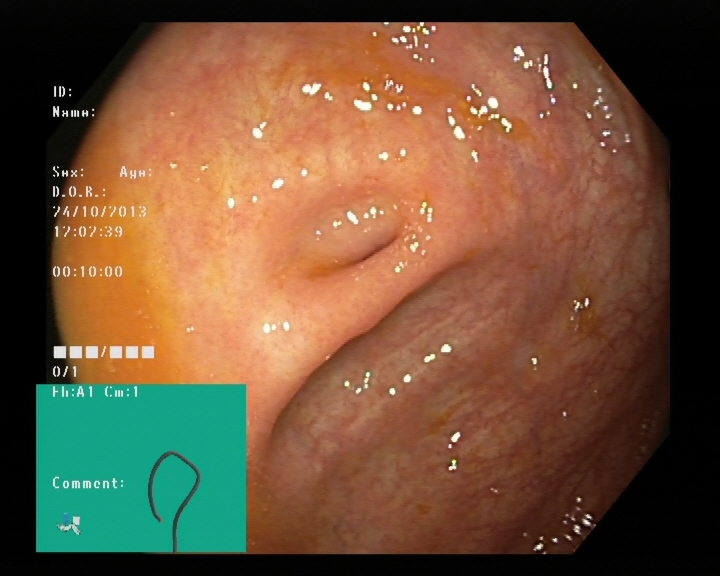 ID:
Name:
Sex: Age:
D.O.B.:
24/10/2013
12:02:39
00:10:00
■■■/■■■
0/1
Eh:A1 Cm:1
Comment: